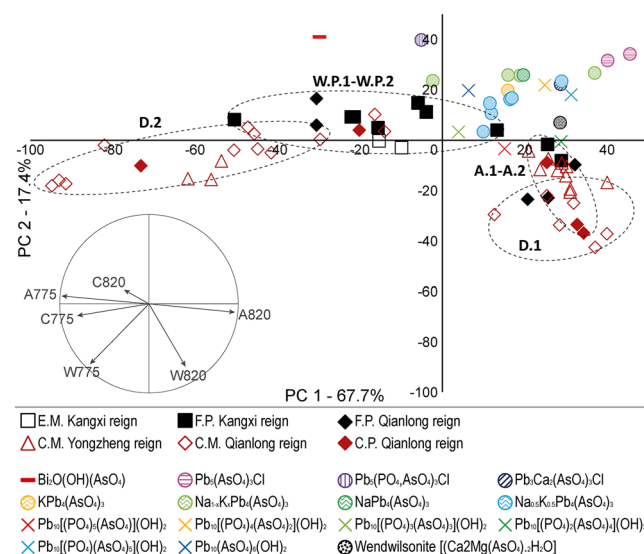 40
W.P.1-W.P.2
20
D.2
-100 -80 -60 -40 -20 0 20 40
-20
A.1-A.2
-40
D.1
-60
-80
-100
PC 2 - 17.4%
C820
A775
C775
A820
W775
W820
PC 1 - 67.7%
E.M. Kangxi reign F.P. Kangxi reign F.P. Qianlong reign
C.M. Yongzheng reign C.M. Qianlong reign C.P. Qianlong reign
Bi₂O(OH)(AsO₄) Pb₅(AsO₄)₃Cl Pb₅(PO₄,AsO₄)₃Cl Pb₃Ca₂(AsO₄)₃Cl
KPb₄(AsO₄)₃ Na₁₋ₓKₓPb₄(AsO₄)₃ NaPb₄(AsO₄)₃ Na₀.₅K₀.₅Pb₄(AsO₄)₃
Pb₁₀[(PO₄)₅(AsO₄)](OH)₂ Pb₁₀[(PO₄)₄(AsO₄)₂](OH)₂ Pb₁₀[(PO₄)₃(AsO₄)₃](OH)₂ Pb₁₀[(PO₄)₂(AsO₄)₄](OH)₂
Pb₁₀[(PO₄)(AsO₄)₅](OH)₂ Pb₁₀(AsO₄)₆(OH)₂ Wendwilsonite [(Ca2Mg(AsO₄).₂H₂O]